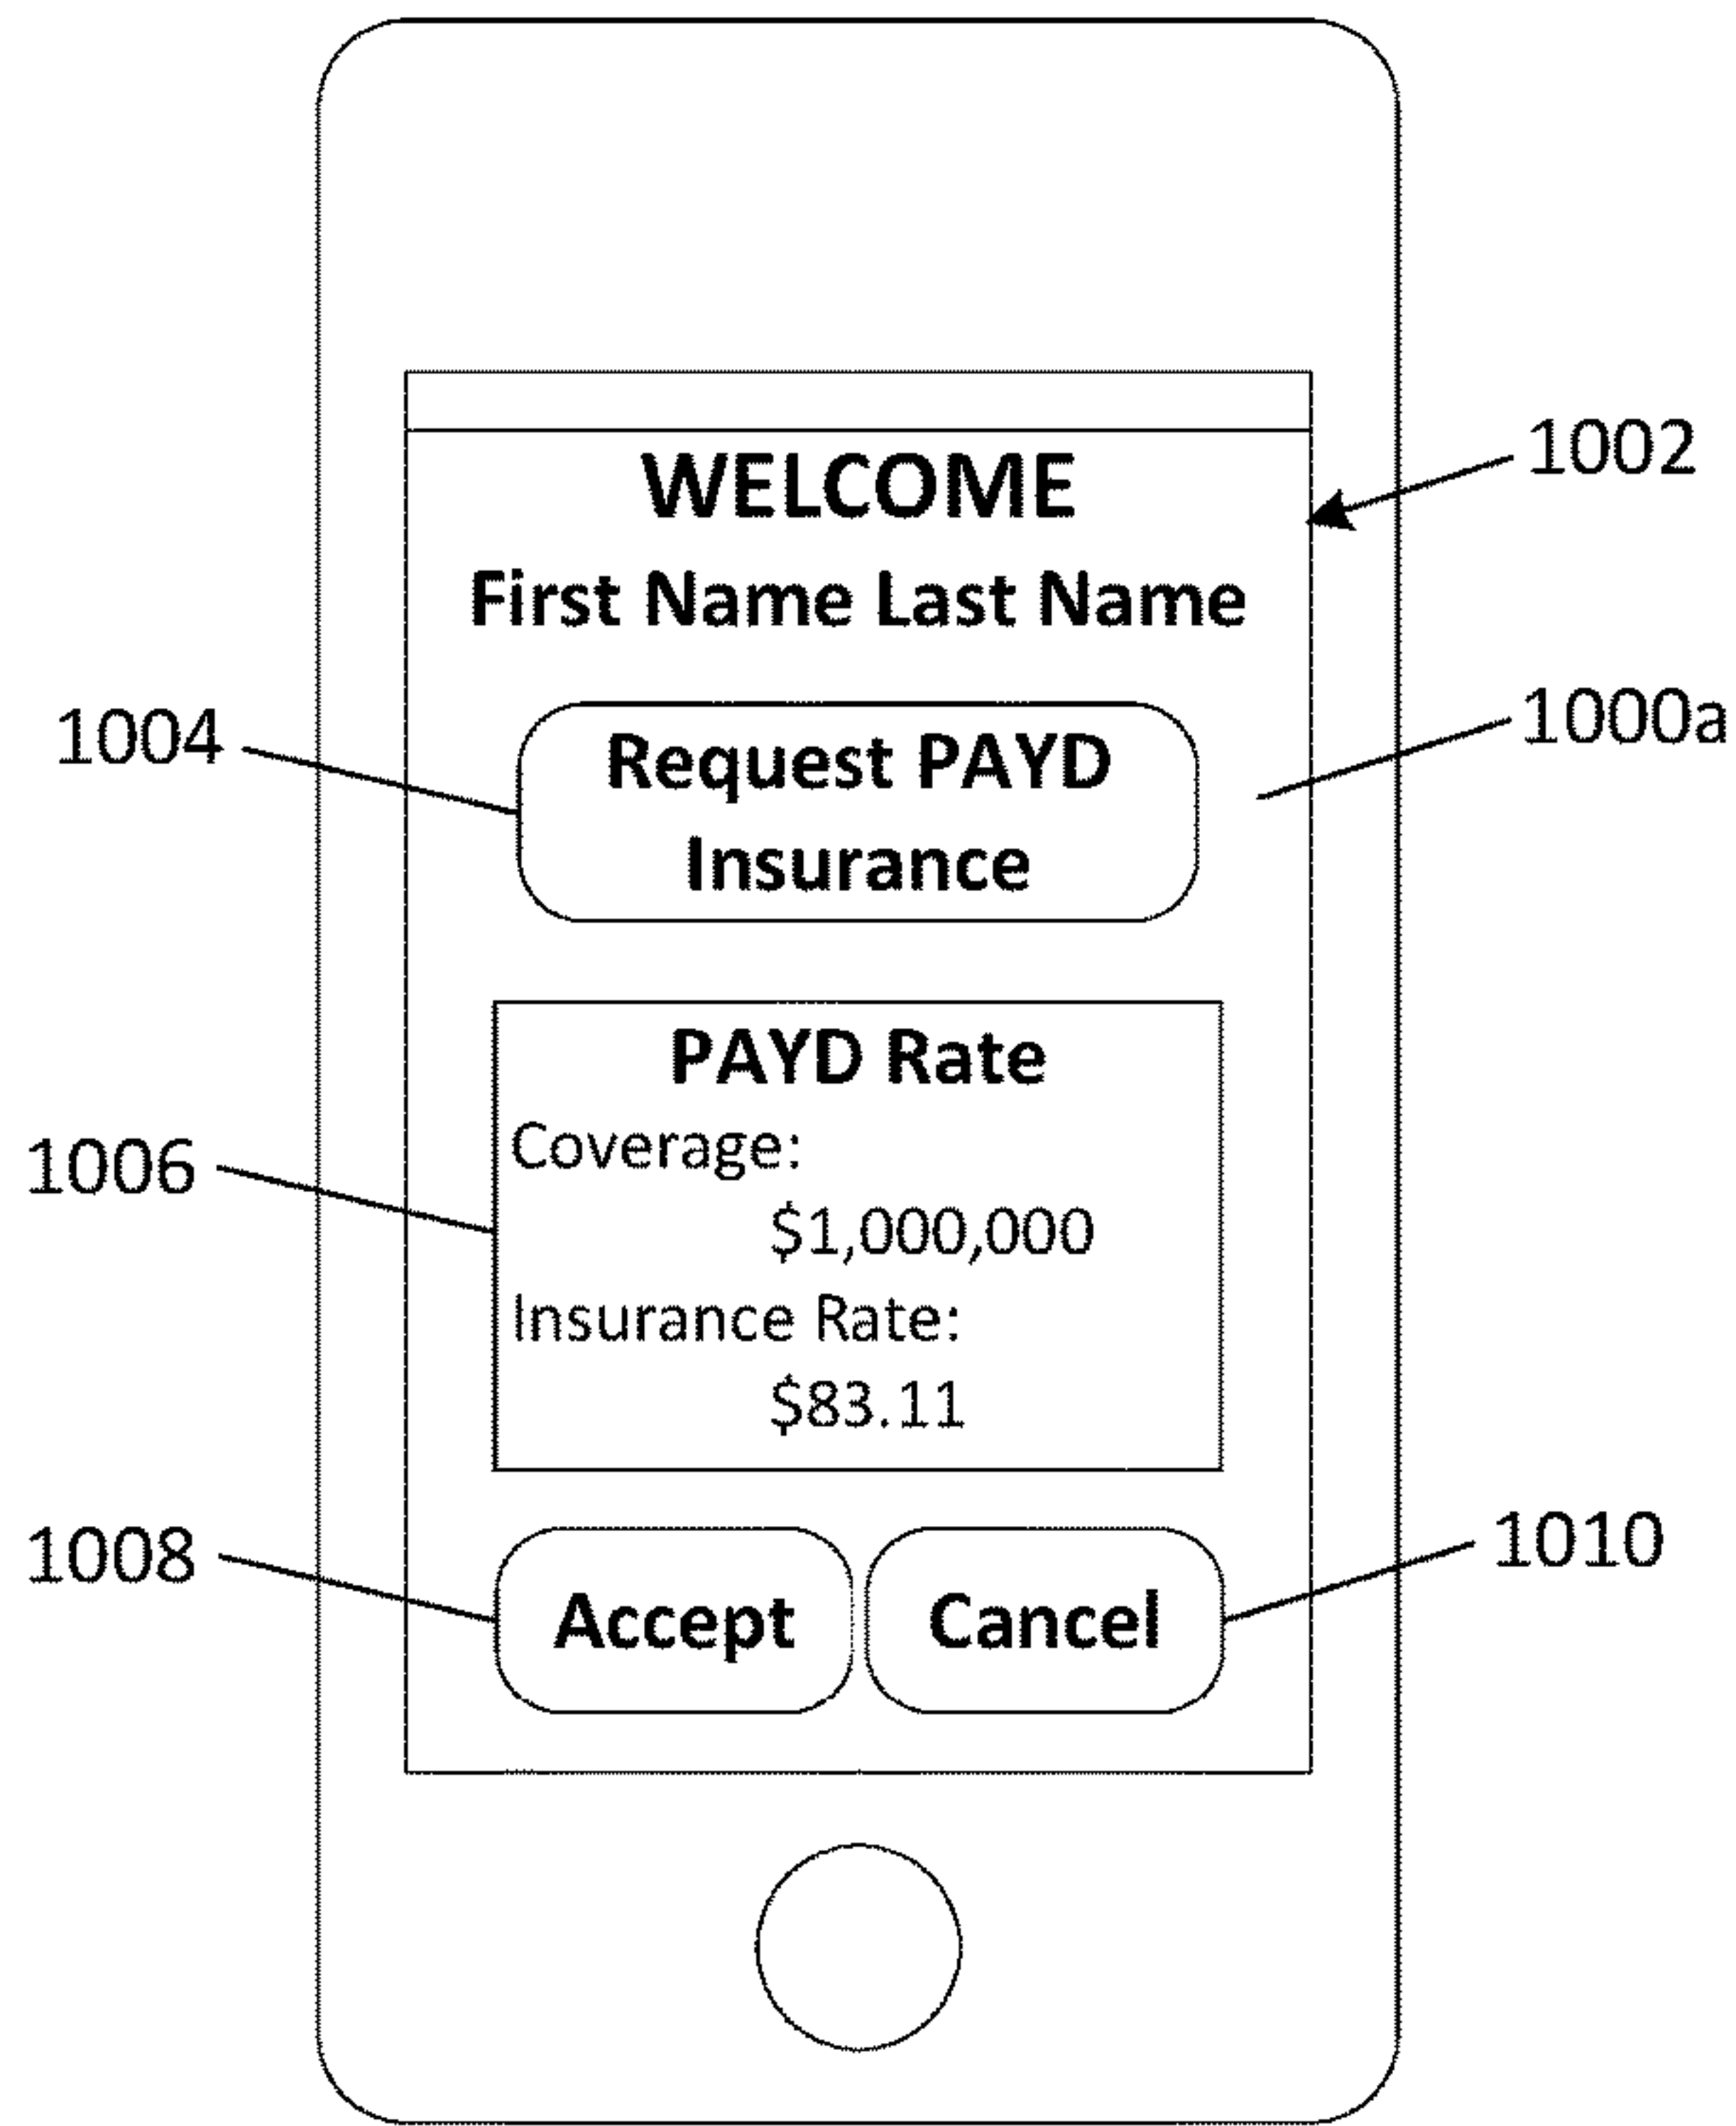 1002
WELCOME
First Name Last Name
1004
1000a
Request PAYD
Insurance
PAYD Rate
1006
Coverage:
$1,000,000
Insurance Rate:
$83.11
1008
1010
Accept
Cancel